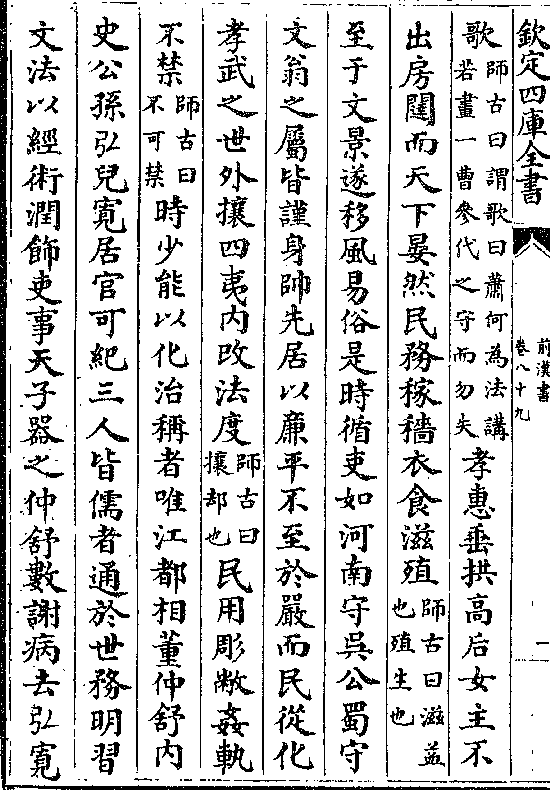 欽定四庫全書
前漢書
卷八十九
一
歌師古曰謂歌曰蕭何為法講若畫一曹參代之守而勿失孝惠垂拱高后女主不
出房闥而天下晏然民務稼穡衣食滋殖師古曰滋益也殖生也
至于文景遂移風易俗是時循吏如河南守吳公蜀守
文翁之屬皆謹身帥先居以廉平不至於嚴而民從化
孝武之世外攘四夷内改法度師古曰攘却也民用彫敝姦軌
不禁師古曰不可禁時少能以化治稱者唯江都相董仲舒内
史公孫弘兒寛居官可紀三人皆儒者通於世務明習
文法以經術潤飾吏事天子器之仲舒數謝病去弘寛